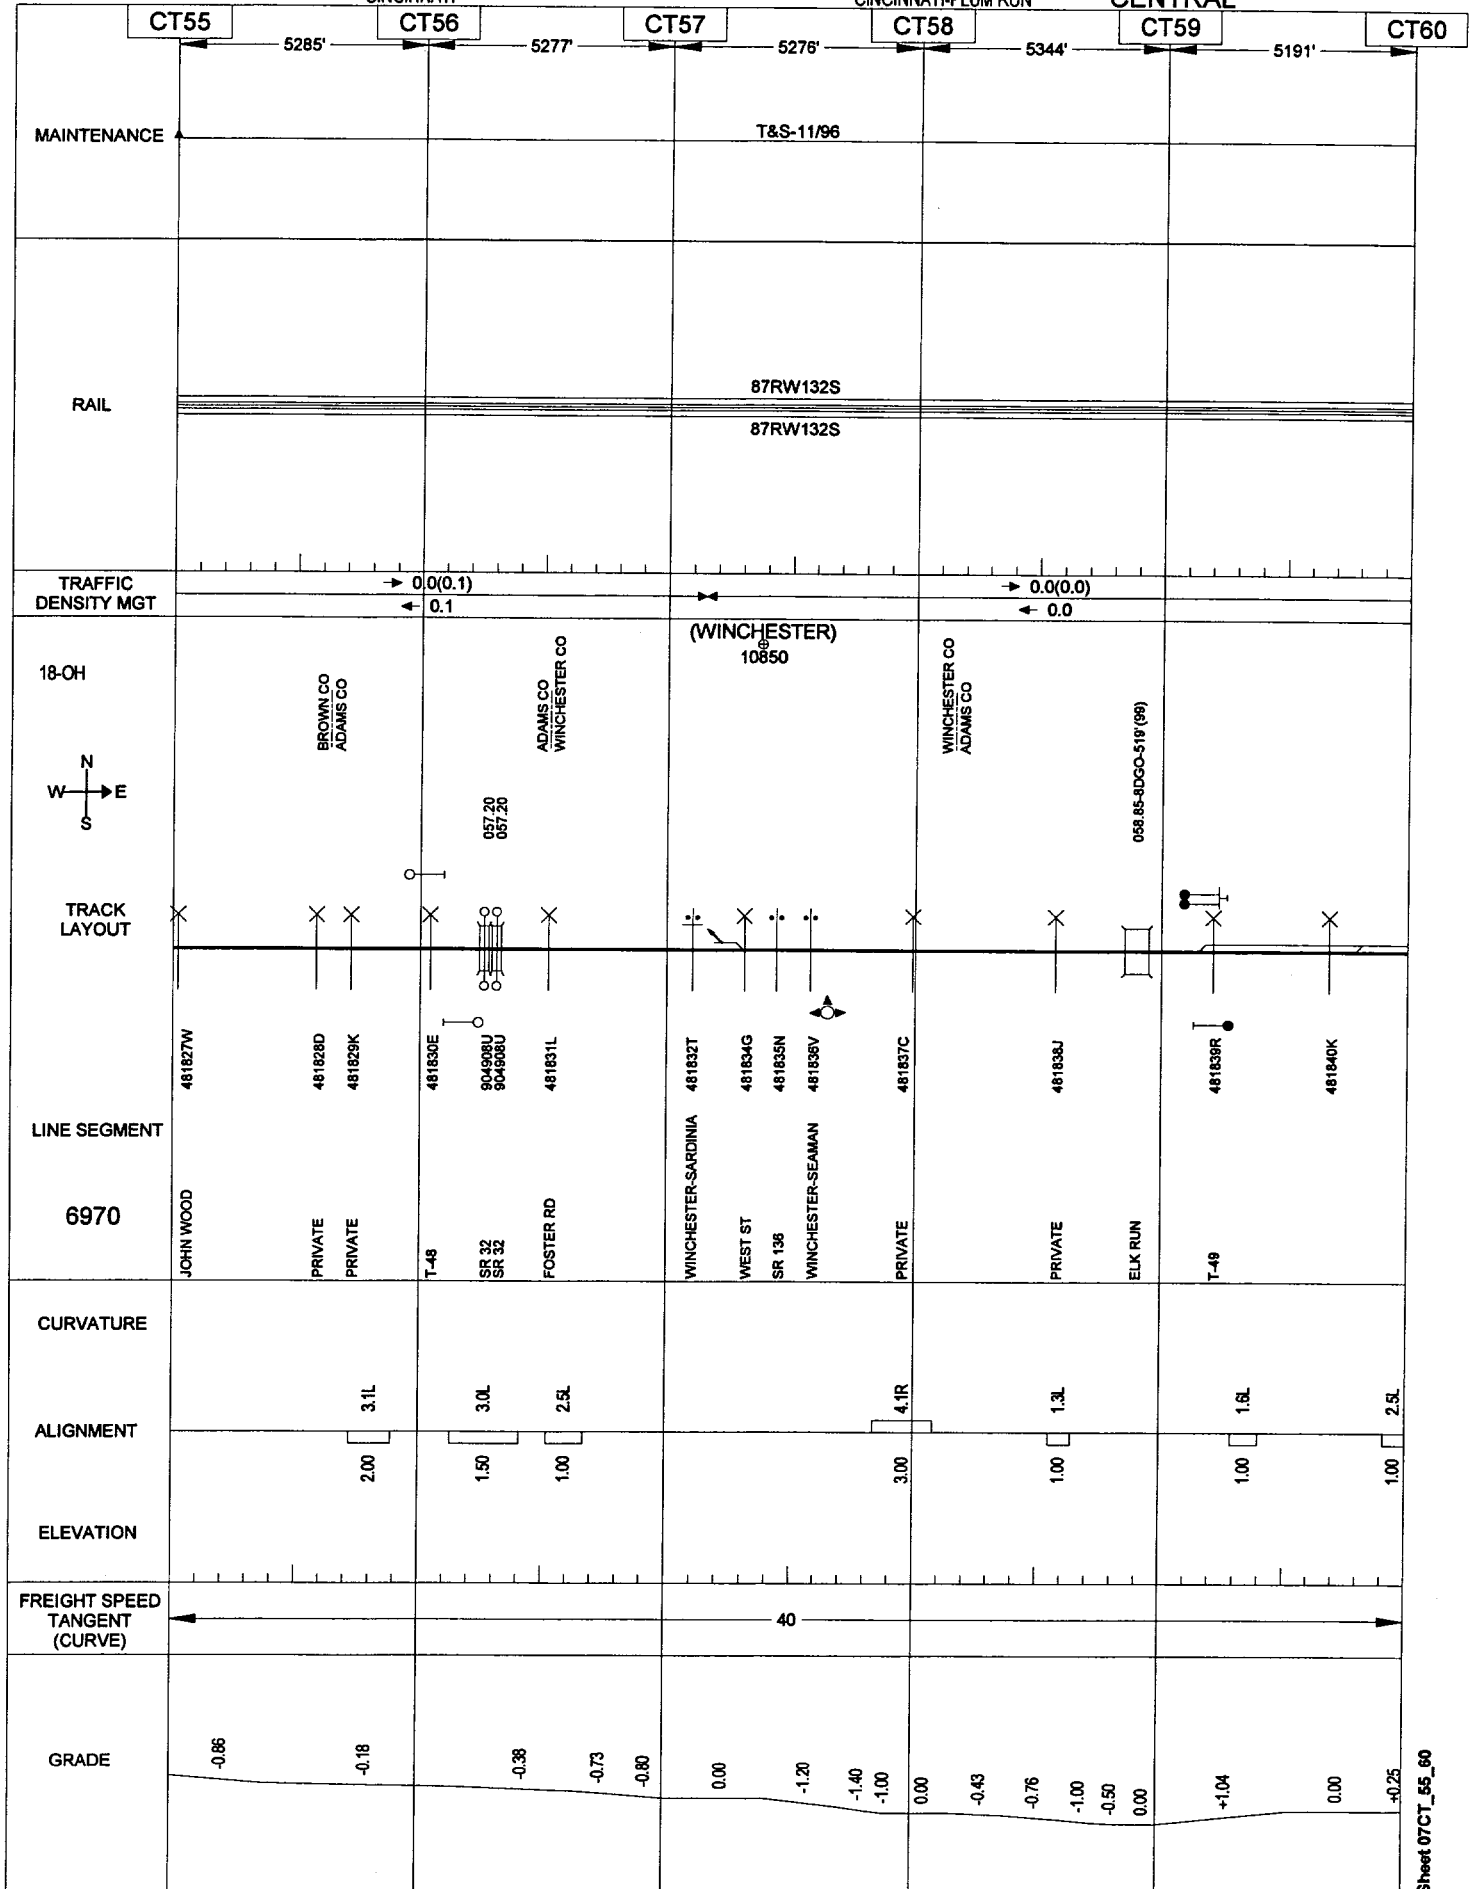 CINCINNATI
CINCINNATI-PLUM RUN
CENTRAL
CT55 CT56 CT57 CT58 CT59 CT60
5285' 5277' 5276' 5344' 5191'
MAINTENANCE
T&S-11/96
RAIL
87RW132S
87RW132S
TRAFFIC
DENSITY MGT
0.0(0.1) 0.0(0.0)
0.1 0.0
18-OH
(WINCHESTER)
10850
BROWN CO
ADAMS CO
ADAMS CO
WINCHESTER CO
WINCHESTER CO
ADAMS CO
N
W E
S
057.20
057.20
058.85-8DGO-519'(99)
TRACK
LAYOUT
481827W
481828D
481829K
481830E
904908U
904908U
481831L
481832T
481834G
481835N
481836V
481837C
481838J
481839R
481840K
LINE SEGMENT
6970
JOHN WOOD
PRIVATE
PRIVATE
T-48
SR 32
SR 32
FOSTER RD
WINCHESTER-SARDINIA
WEST ST
SR 136
WINCHESTER-SEAMAN
PRIVATE
PRIVATE
ELK RUN
T-49
CURVATURE
3.1L 3.0L 2.5L 4.1R 1.3L 1.6L 2.5L
ALIGNMENT
2.00 1.50 1.00 3.00 1.00 1.00 1.00
ELEVATION
FREIGHT SPEED
TANGENT
(CURVE)
40
GRADE
-0.86 -0.18 -0.38 -0.73 -0.80 0.00 -1.20 -1.40 -1.00 0.00 -0.43 -0.76 -1.00 -0.50 0.00 +1.04 0.00 +0.25
Sheet 07CT_55_60